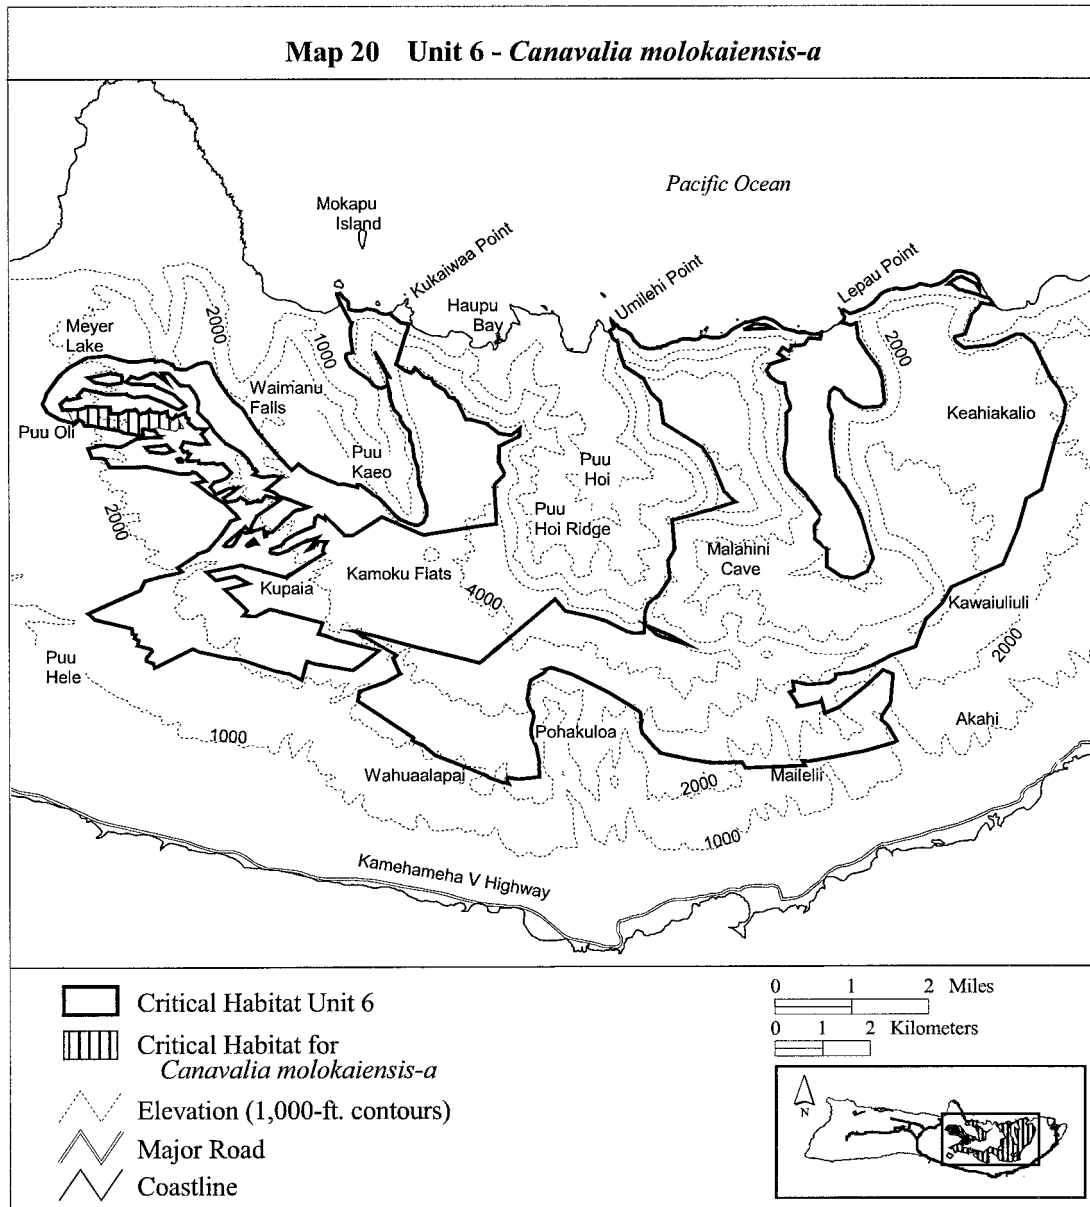 Map 20 Unit 6 - Canavalia molokaiensis-a
Pacific Ocean
Mokapu
Island
Kukaiwaa Point
Haupu
Bay
Umilehi Point
Lepau Point
Meyer
Lake
2000
1000
2000
Waimanu
Falls
Keahiakalio
Puu Oli
Puu
Kaeo
Puu
Hoi
Puu
Hoi Ridge
2000
Malahini
Cave
Kupaia
Kamoku Flats
4000
Kawaiuliuli
2000
Puu
Hele
Akahi
1000
Pohakuloa
Wahuaalapai
Mailelii
2000
1000
Kamehameha V Highway
Critical Habitat Unit 6
Critical Habitat for
Canavalia molokaiensis-a
Elevation (1,000-ft. contours)
Major Road
Coastline
0 1 2 Miles
0 1 2 Kilometers
N